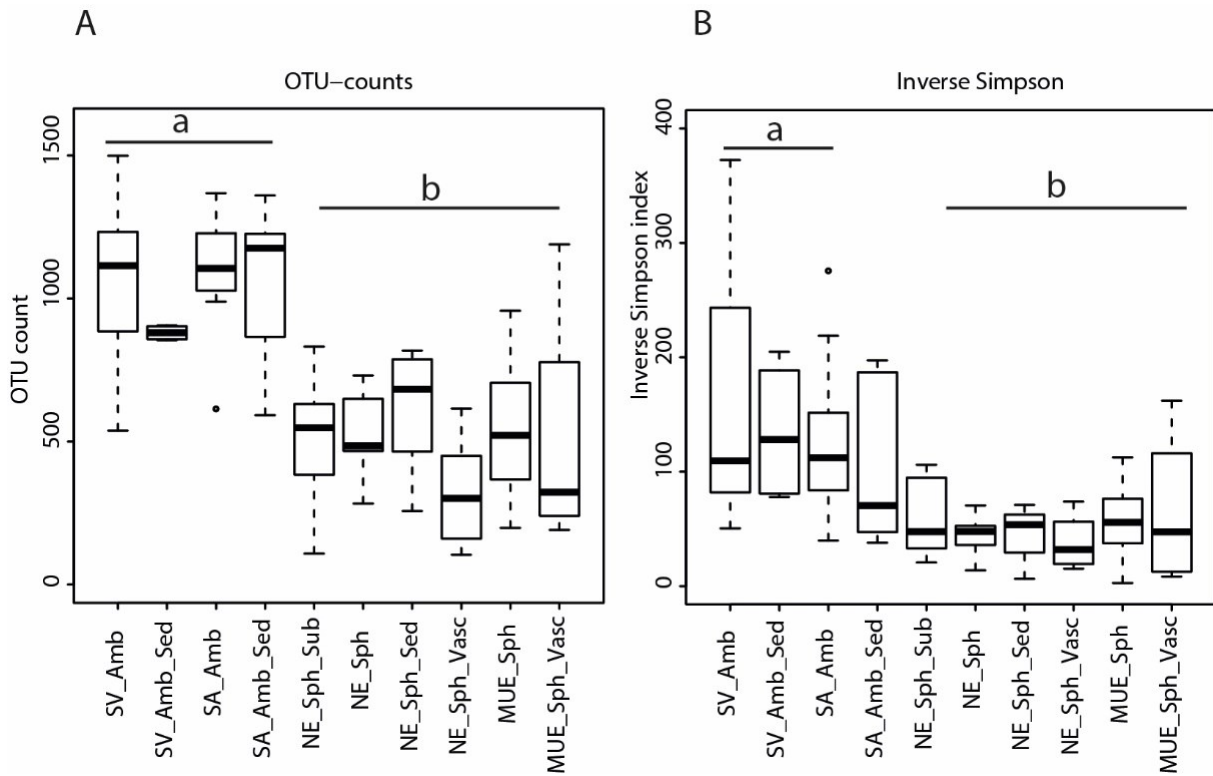 A
OTU−counts
a
b
OTU count
1500
1000
500
0
SV_Amb
SV_Amb_Sed
SA_Amb
SA_Amb_Sed
NE_Sph_Sub
NE_Sph
NE_Sph_Sed
NE_Sph_Vasc
MUE_Sph
MUE_Sph_Vasc
B
Inverse Simpson
a
b
Inverse Simpson index
400
300
200
100
0
SV_Amb
SV_Amb_Sed
SA_Amb
SA_Amb_Sed
NE_Sph_Sub
NE_Sph
NE_Sph_Sed
NE_Sph_Vasc
MUE_Sph
MUE_Sph_Vasc